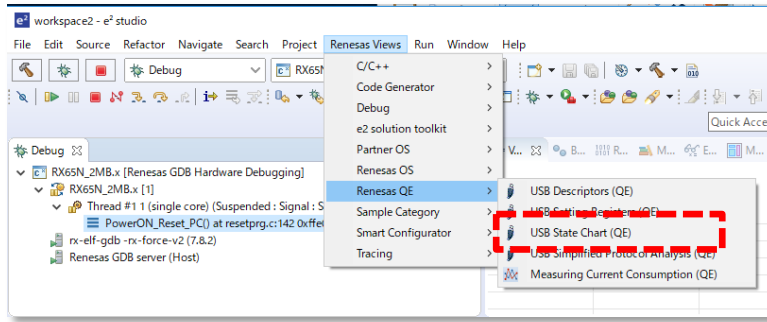 e² workspace2 - e² studio
File Edit Source Refactor Navigate Search Project Renesas Views Run Window Help
Debug
RX65N
Quick Acce
Debug
RX65N_2MB.x [Renesas GDB Hardware Debugging]
RX65N_2MB.x [1]
Thread #1 1 (single core) (Suspended : Signal : S
PowerON_Reset_PC() at resetprg.c:142 0xffe
rx-elf-gdb -rx-force-v2 (7.8.2)
Renesas GDB server (Host)
C/C++
Code Generator
Debug
e2 solution toolkit
Partner OS
Renesas OS
Renesas QE
Sample Category
Smart Configurator
Tracing
V... B... R... M... E... M...
USB Descriptors (QE)
USB Setting Registers (QE)
USB State Chart (QE)
USB Simplified Protocol Analysis (QE)
Measuring Current Consumption (QE)